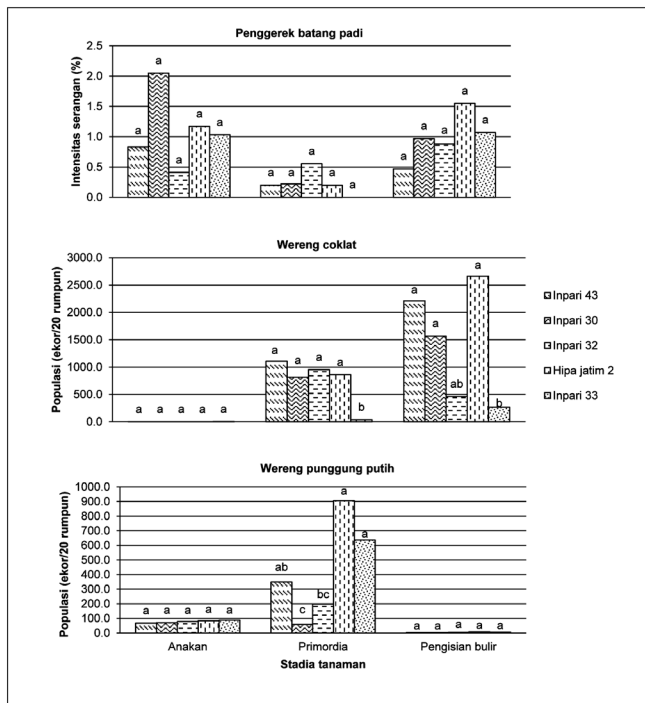 Penggerek batang padi
Intensitas serangan (%)
2.5
2.0
1.5
1.0
0.5
0.0
a a a a a
a a a a a
a a a a a
Wereng coklat
Populasi (ekor/20 rumpun)
3000.0
2500.0
2000.0
1500.0
1000.0
500.0
0.0
a a a a a
a a a a b
a a ab a b
Inpari 43
Inpari 30
Inpari 32
Hipa jatim 2
Inpari 33
Wereng punggung putih
Populasi (ekor/20 rumpun)
1000.0
900.0
800.0
700.0
600.0
500.0
400.0
300.0
200.0
100.0
0.0
a a a a a
ab c bc a a
a a a a a
Anakan Primordia Pengisian bulir
Stadia tanaman